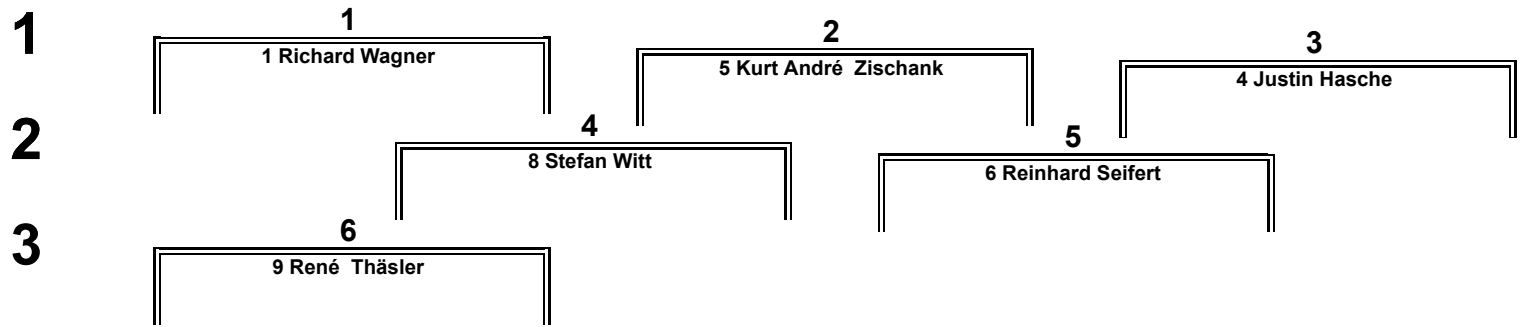 1
1
1 Richard Wagner
2
5 Kurt André  Zischank
3
4 Justin Hasche
2
4
8 Stefan Witt
5
6 Reinhard Seifert
3
6
9 René  Thäsler